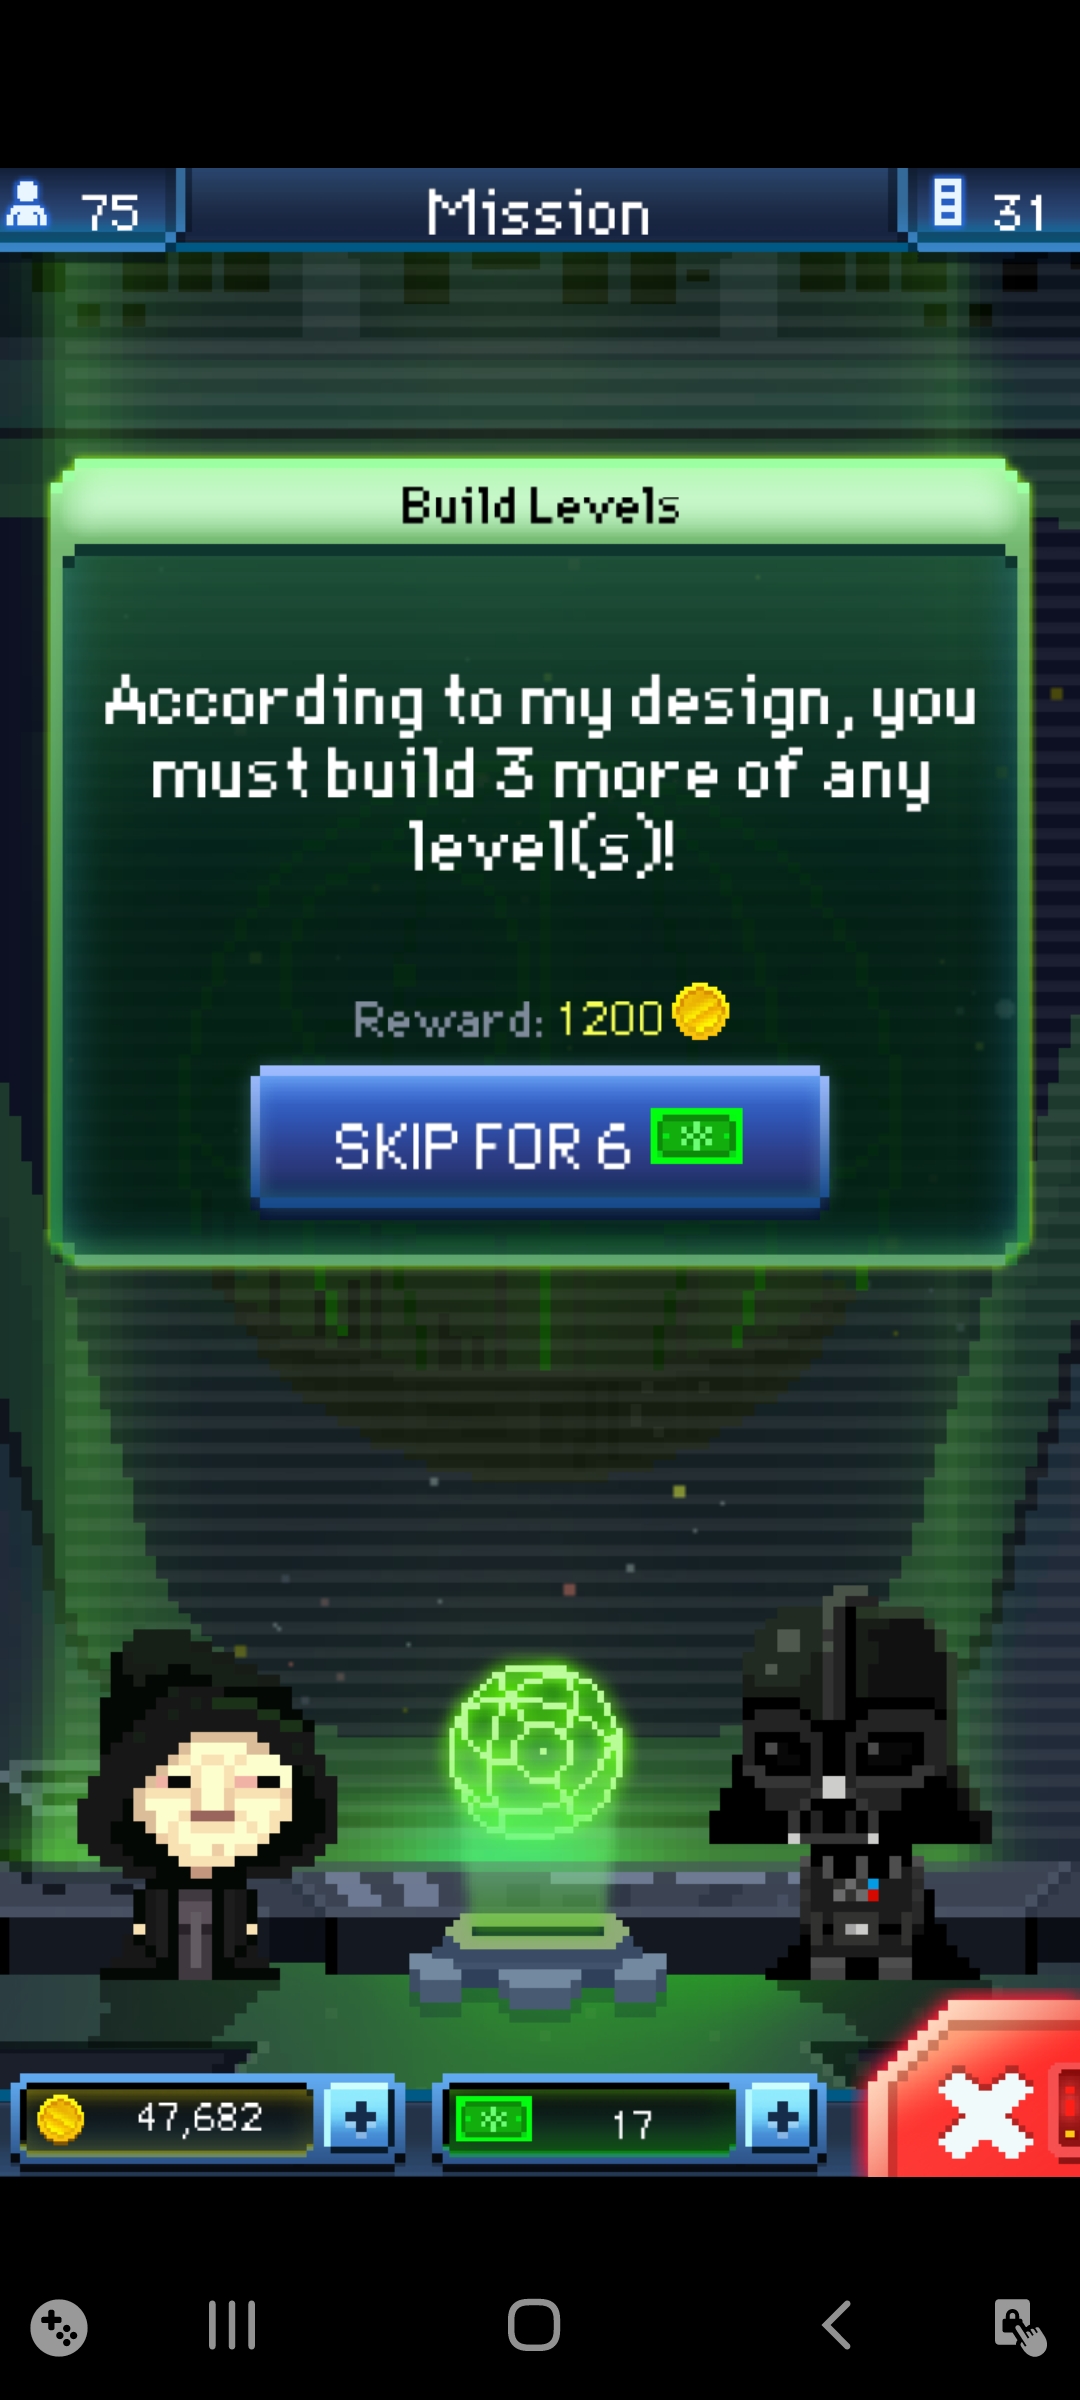 75
Mission
31
Build Levels
According to my design, you
must build 3 more of any
level(s)!
Reward: 1200
SKIP FOR 6
47,682
17